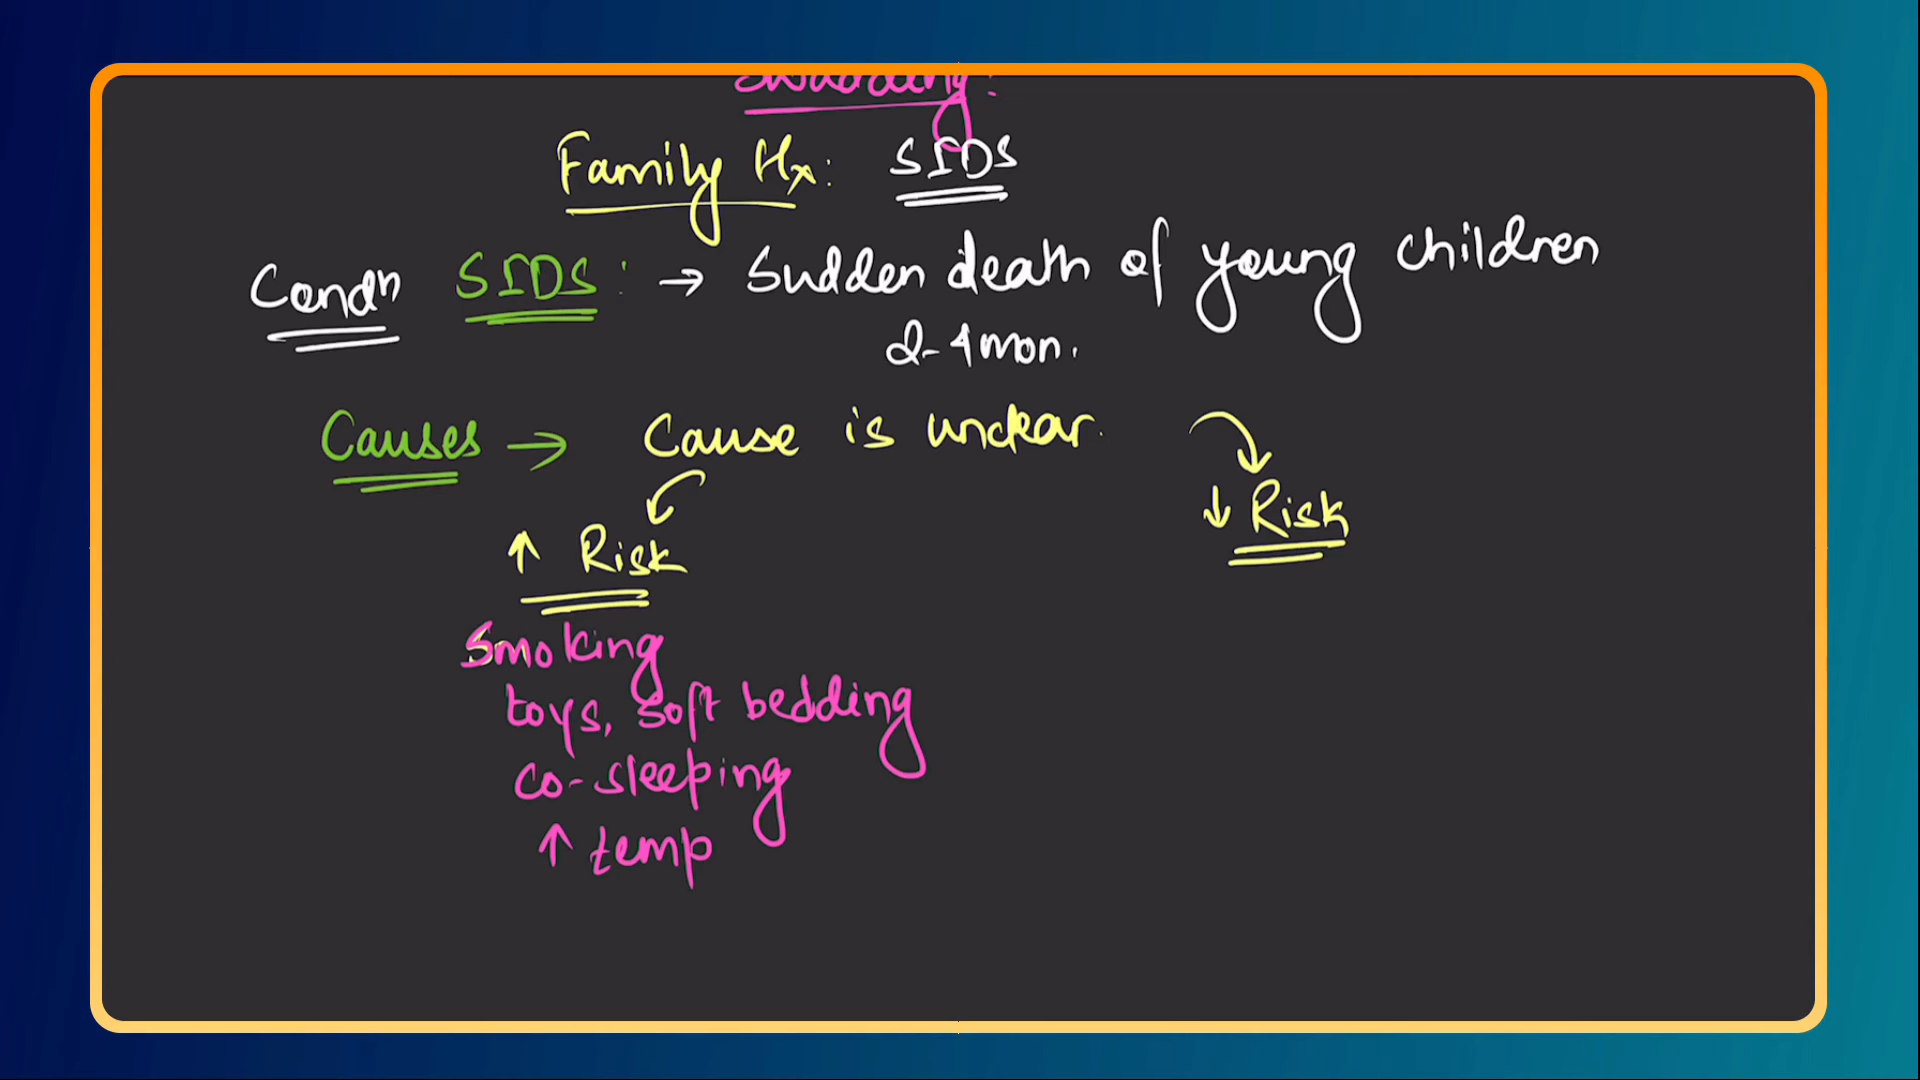 Swaddling:
Family Hx: SIDS
Condn SIDS: → Sudden death of young children
2-4 mon.
Causes → Cause is unclear.
↑ Risk
↓ Risk
Smoking
toys, soft bedding
co-sleeping
↑ temp